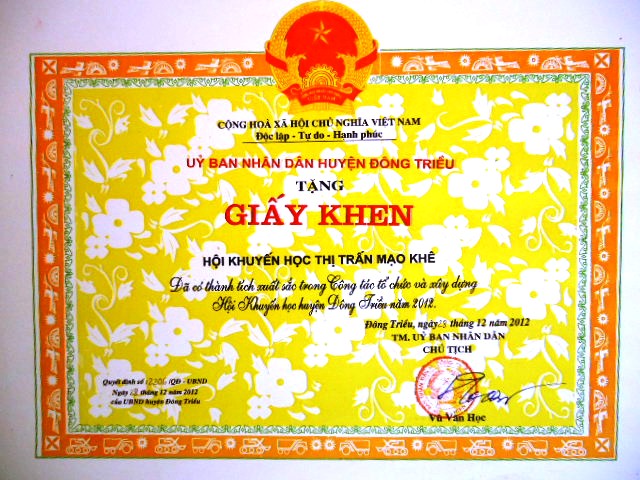 CỘNG HOÀ XÃ HỘI CHỦ NGHĨA VIỆT NAM
Độc lập - Tự do - Hạnh phúc
UỶ BAN NHÂN DÂN HUYỆN ĐÔNG TRIỀU
TẶNG
GIẤY KHEN
HỘI KHUYẾN HỌC THỊ TRẤN MẠO KHÊ
Đã có thành tích xuất sắc trong Công tác tổ chức và xây dựng
Hội Khuyến học huyện Đông Triều năm 2012.
Đông Triều, ngày 28 tháng 12 năm 2012
TM. UỶ BAN NHÂN DÂN
CHỦ TỊCH
Quyết định số /QĐ - UBND
Ngày 28 tháng 12 năm 2012
của UBND huyện Đông Triều
Vũ Văn Học